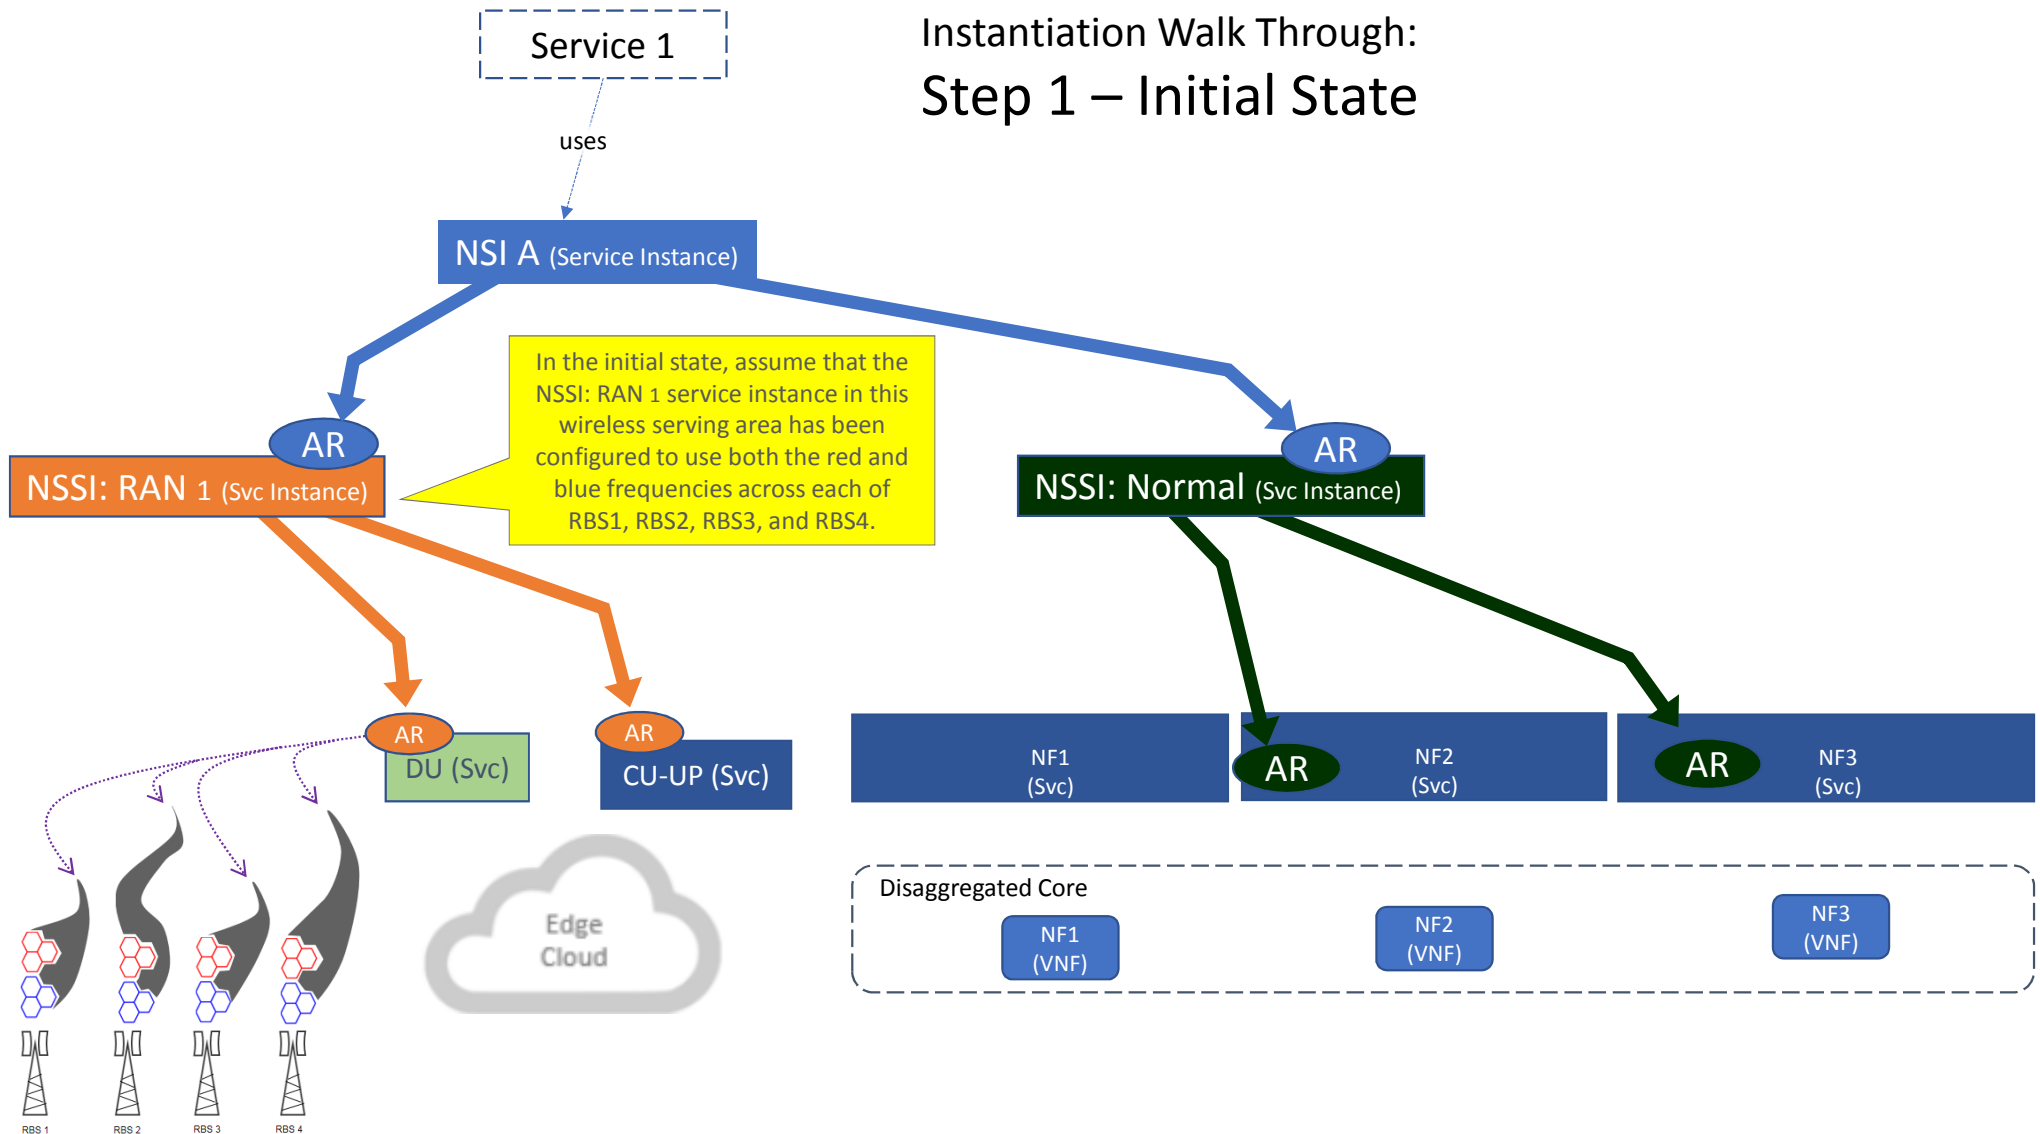 Service 1
Instantiation Walk Through:
Step 1 – Initial State
uses
NSI A (Service Instance)
In the initial state, assume that the
NSSI: RAN 1 service instance in this
wireless serving area has been
configured to use both the red and
blue frequencies across each of
RBS1, RBS2, RBS3, and RBS4.
AR
NSSI: RAN 1 (Svc Instance)
AR
NSSI: Normal (Svc Instance)
AR
DU (Svc)
AR
CU-UP (Svc)
NF1
(Svc)
AR
NF2
(Svc)
AR
NF3
(Svc)
Edge
Cloud
Disaggregated Core
NF1
(VNF)
NF2
(VNF)
NF3
(VNF)
RBS 1
RBS 2
RBS 3
RBS 4